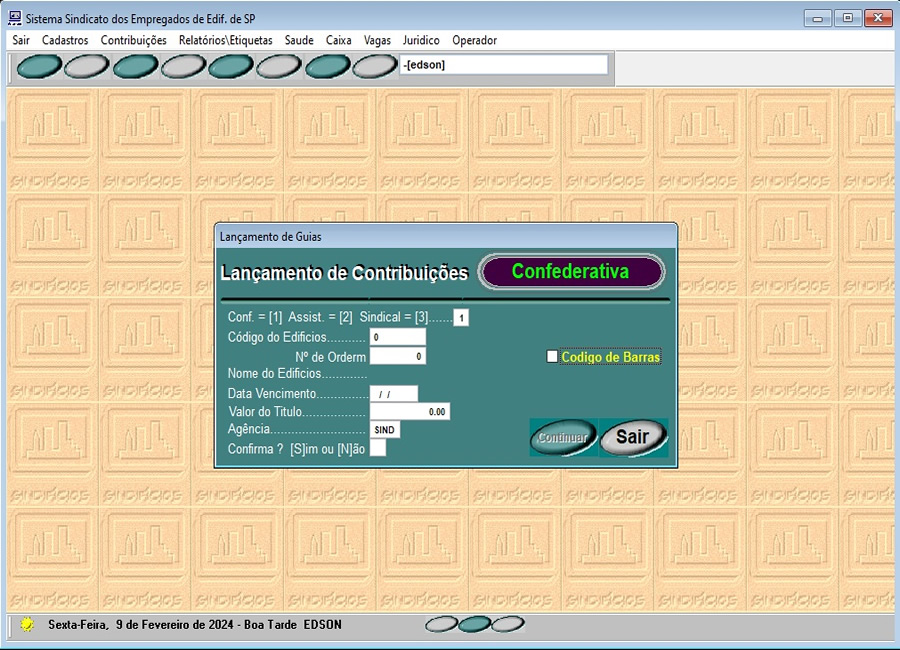 Sistema Sindicato dos Empregados de Edif. de SP
Sair Cadastros Contribuições Relatórios\Etiquetas Saude Caixa Vagas Juridico Operador
-[edson]
Lançamento de Guias
Lançamento de Contribuições Confederativa
Conf. = [1] Assist. = [2] Sindical = [3]....... 1
Código do Edificios........... 0
Nº de Orderm 0
Codigo de Barras
Nome do Edificios.............
Data Vencimento............... / /
Valor do Titulo.................. 0.00
Agência........................... SIND
Continuar Sair
Confirma ? [S]im ou [N]ão
SINDIFÍCIOS
Sexta-Feira, 9 de Fevereiro de 2024 - Boa Tarde EDSON